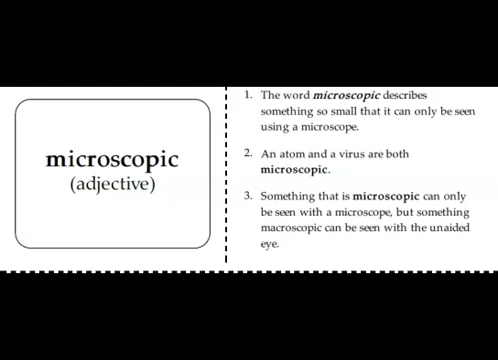 microscopic
(adjective)
1. The word microscopic describes
something so small that it can only be seen
using a microscope.
2. An atom and a virus are both
microscopic.
3. Something that is microscopic can only
be seen with a microscope, but something
macroscopic can be seen with the unaided
eye.